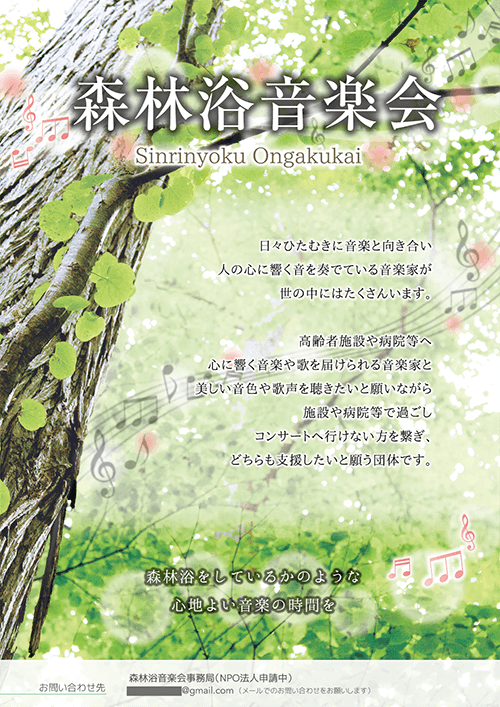 森林浴音楽会
Sinrinyoku Ongakukai
日々ひたむきに音楽と向き合い
人の心に響く音を奏でている音楽家が
世の中にはたくさんいます。
高齢者施設や病院等へ
心に響く音楽や歌を届けられる音楽家と
美しい音色や歌声を聴きたいと願いながら
施設や病院等で過ごし
コンサートへ行けない方を繋ぎ、
どちらも支援したいと願う団体です。
森林浴をしているかのような
心地よい音楽の時間を
お問い合わせ先
森林浴音楽会事務局(NPO法人申請中)
@gmail.com (メールでのお問い合わせをお願いします)